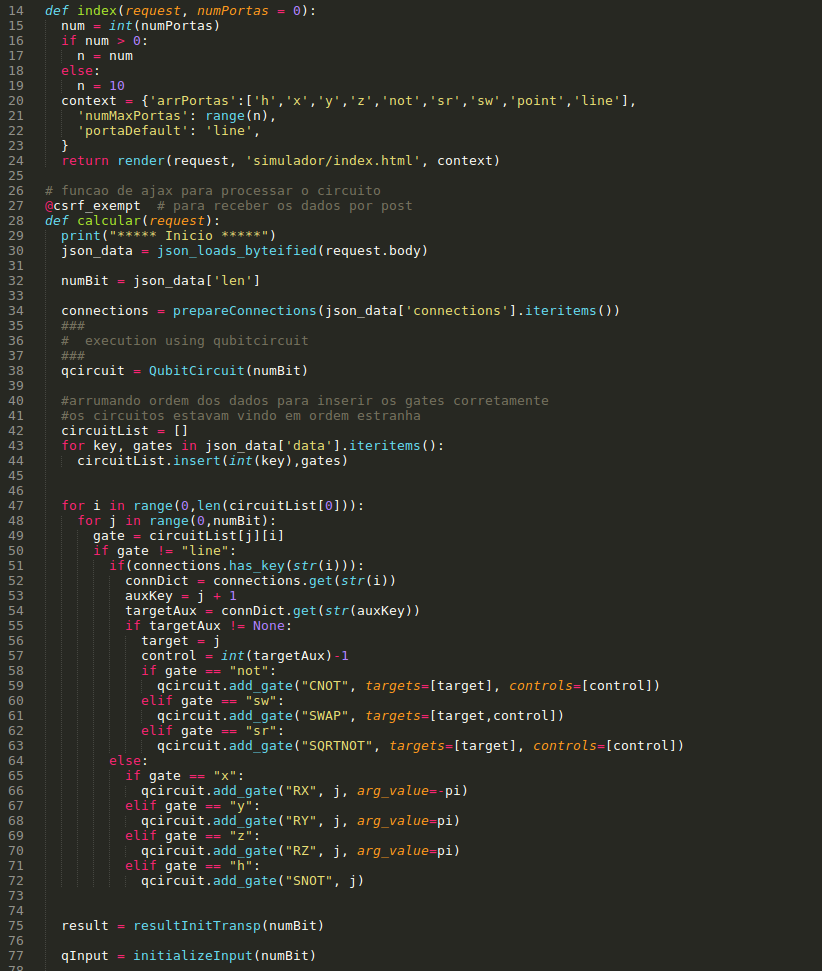 14 def index(request, numPortas = 0):
15   num = int(numPortas)
16   if num > 0:
17     n = num
18   else:
19     n = 10
20   context = {'arrPortas':['h','x','y','z','not','sr','sw','point','line'],
21     'numMaxPortas': range(n),
22     'portaDefault': 'line',
23   }
24   return render(request, 'simulador/index.html', context)
25
26 # funcao de ajax para processar o circuito
27 @csrf_exempt  # para receber os dados por post
28 def calcular(request):
29   print("***** Inicio *****")
30   json_data = json_loads_byteified(request.body)
31
32   numBit = json_data['len']
33
34   connections = prepareConnections(json_data['connections'].iteritems())
35   ###
36   #  execution using qubitcircuit
37   ###
38   qcircuit = QubitCircuit(numBit)
39
40   #arrumando ordem dos dados para inserir os gates corretamente
41   #os circuitos estavam vindo em ordem estranha
42   circuitList = []
43   for key, gates in json_data['data'].iteritems():
44     circuitList.insert(int(key),gates)
45
46
47   for i in range(0,len(circuitList[0])):
48     for j in range(0,numBit):
49       gate = circuitList[j][i]
50       if gate != "line":
51         if(connections.has_key(str(i))):
52           connDict = connections.get(str(i))
53           auxKey = j + 1
54           targetAux = connDict.get(str(auxKey))
55           if targetAux != None:
56             target = j
57             control = int(targetAux)-1
58             if gate == "not":
59               qcircuit.add_gate("CNOT", targets=[target], controls=[control])
60             elif gate == "sw":
61               qcircuit.add_gate("SWAP", targets=[target,control])
62             elif gate == "sr":
63               qcircuit.add_gate("SQRTNOT", targets=[target], controls=[control])
64         else:
65           if gate == "x":
66             qcircuit.add_gate("RX", j, arg_value=-pi)
67           elif gate == "y":
68             qcircuit.add_gate("RY", j, arg_value=pi)
69           elif gate == "z":
70             qcircuit.add_gate("RZ", j, arg_value=pi)
71           elif gate == "h":
72             qcircuit.add_gate("SNOT", j)
73
74
75   result = resultInitTransp(numBit)
76
77   qInput = initializeInput(numBit)
78